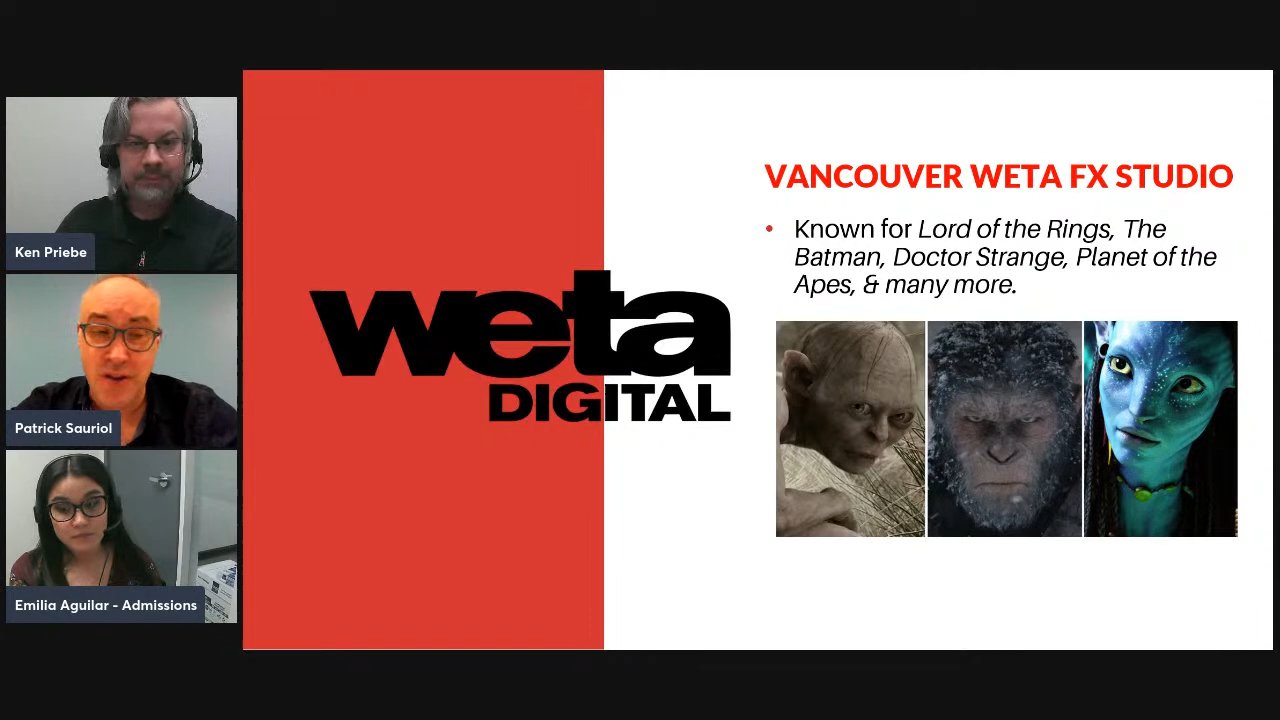 Ken Priebe
Patrick Sauriol
Emilia Aguilar - Admissions
weta
DIGITAL
VANCOUVER WETA FX STUDIO
• Known for Lord of the Rings, The
Batman, Doctor Strange, Planet of the
Apes, & many more.